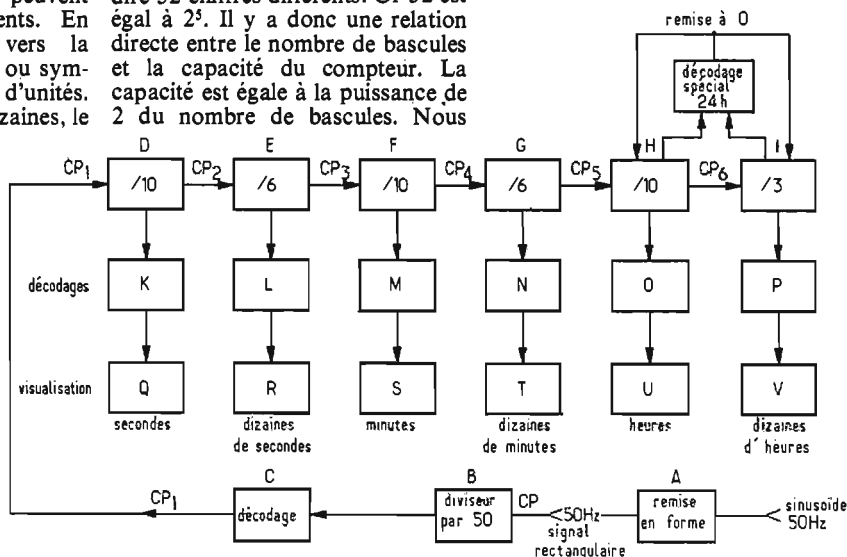 peuvent
ents. En
vers la
ou sym-
d'unités.
zaines, le
dire 32 chiffres différents. Or 32 est
égal à 2⁵. Il y a donc une relation
directe entre le nombre de bascules
et la capacité du compteur. La
capacité est égale à la puissance de
2 du nombre de bascules. Nous
remise à 0
décodage
spécial
24h
D E F G H I
CP1 /10 CP2 /6 CP3 /10 CP4 /6 CP5 /10 CP6 /3
décodages K L M N O P
visualisation Q R S T U V
secondes
dizaines
de secondes
minutes
dizaines
de minutes
heures
dizaines
d'heures
C B A
CP1 décodage
diviseur
par 50
CP
50Hz
signal
rectangulaire
remise
en forme
sinusoïde
50Hz